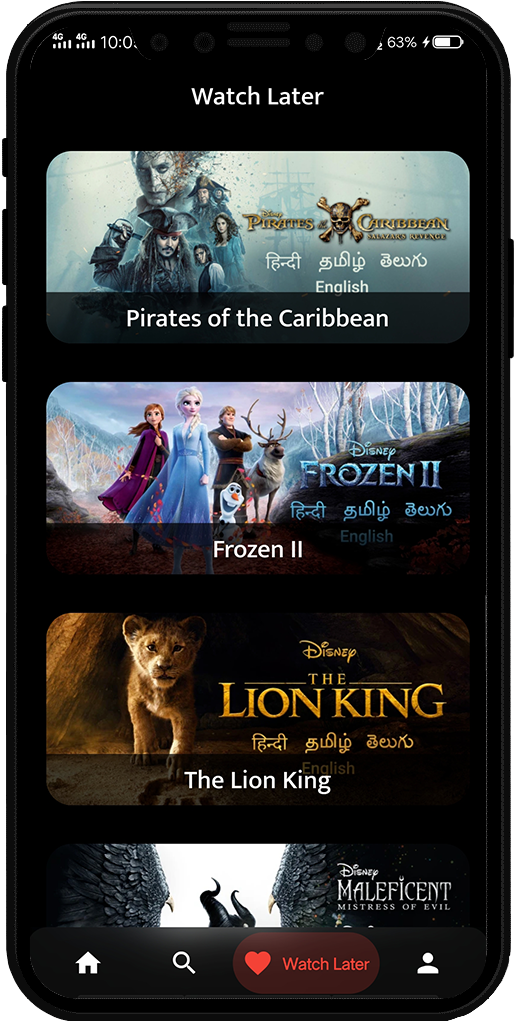 4G 4G 10:0
63%
Watch Later
Disney
PIRATES of the CARIBBEAN
SALAZAR'S REVENGE
हिन्दी தமிழ் తెలుగు
English
Pirates of the Caribbean
Disney
FROZEN II
हिन्दी தமிழ் తెలుగు
English
Frozen II
Disney
THE
LION KING
हिन्दी தமிழ் తెలుగు
English
The Lion King
Disney
MALEFICENT
MISTRESS OF EVIL
Watch Later